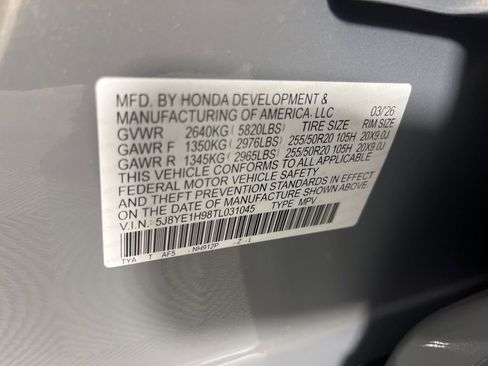 MFD. BY HONDA DEVELOPMENT &
MANUFACTURING OF AMERICA, LLC 03/26
GVWR 2640KG( 5820LBS) TIRE SIZE RIM SIZE
GAWR F 1350KG( 2976LBS) 255/50R20 105H 20X9.0J
GAWR R 1345KG( 2965LBS) 255/50R20 105H 20X9.0J
THIS VEHICLE CONFORMS TO ALL APPLICABLE
FEDERAL MOTOR VEHICLE SAFETY
AND THEFT PREVENTION STANDARDS IN EFFECT
ON THE DATE OF MANUFACTURE SHOWN ABOVE.
V.I.N.: 5J8YE1H98TL031045 TYPE: MPV
TYA T AF5 -NH912P -Z -L